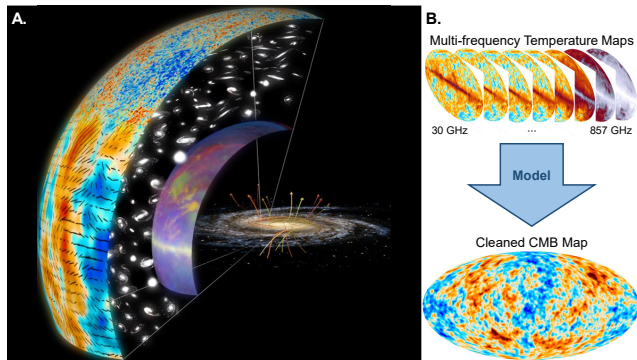 A.
B.
Multi-frequency Temperature Maps
30 GHz ... 857 GHz
Model
Cleaned CMB Map